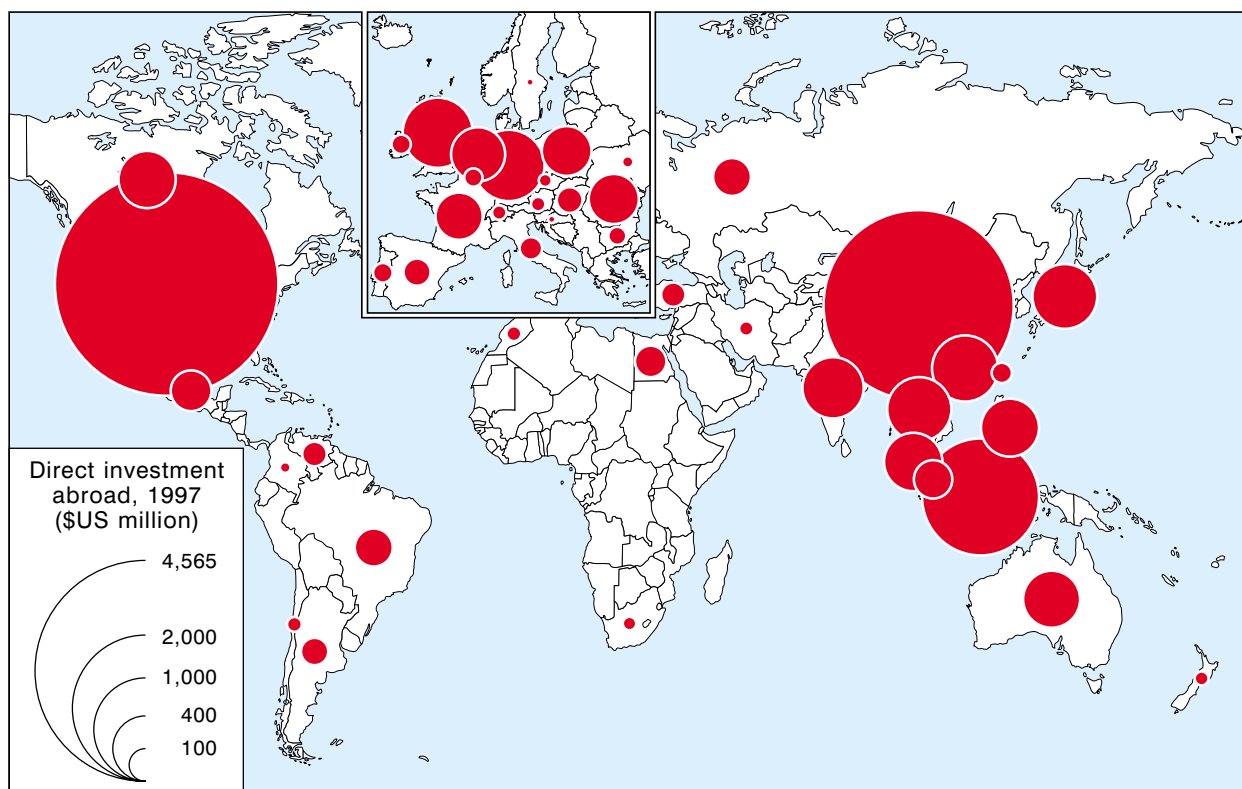 Direct investment
abroad, 1997
($US million)
4,565
2,000
1,000
400
100